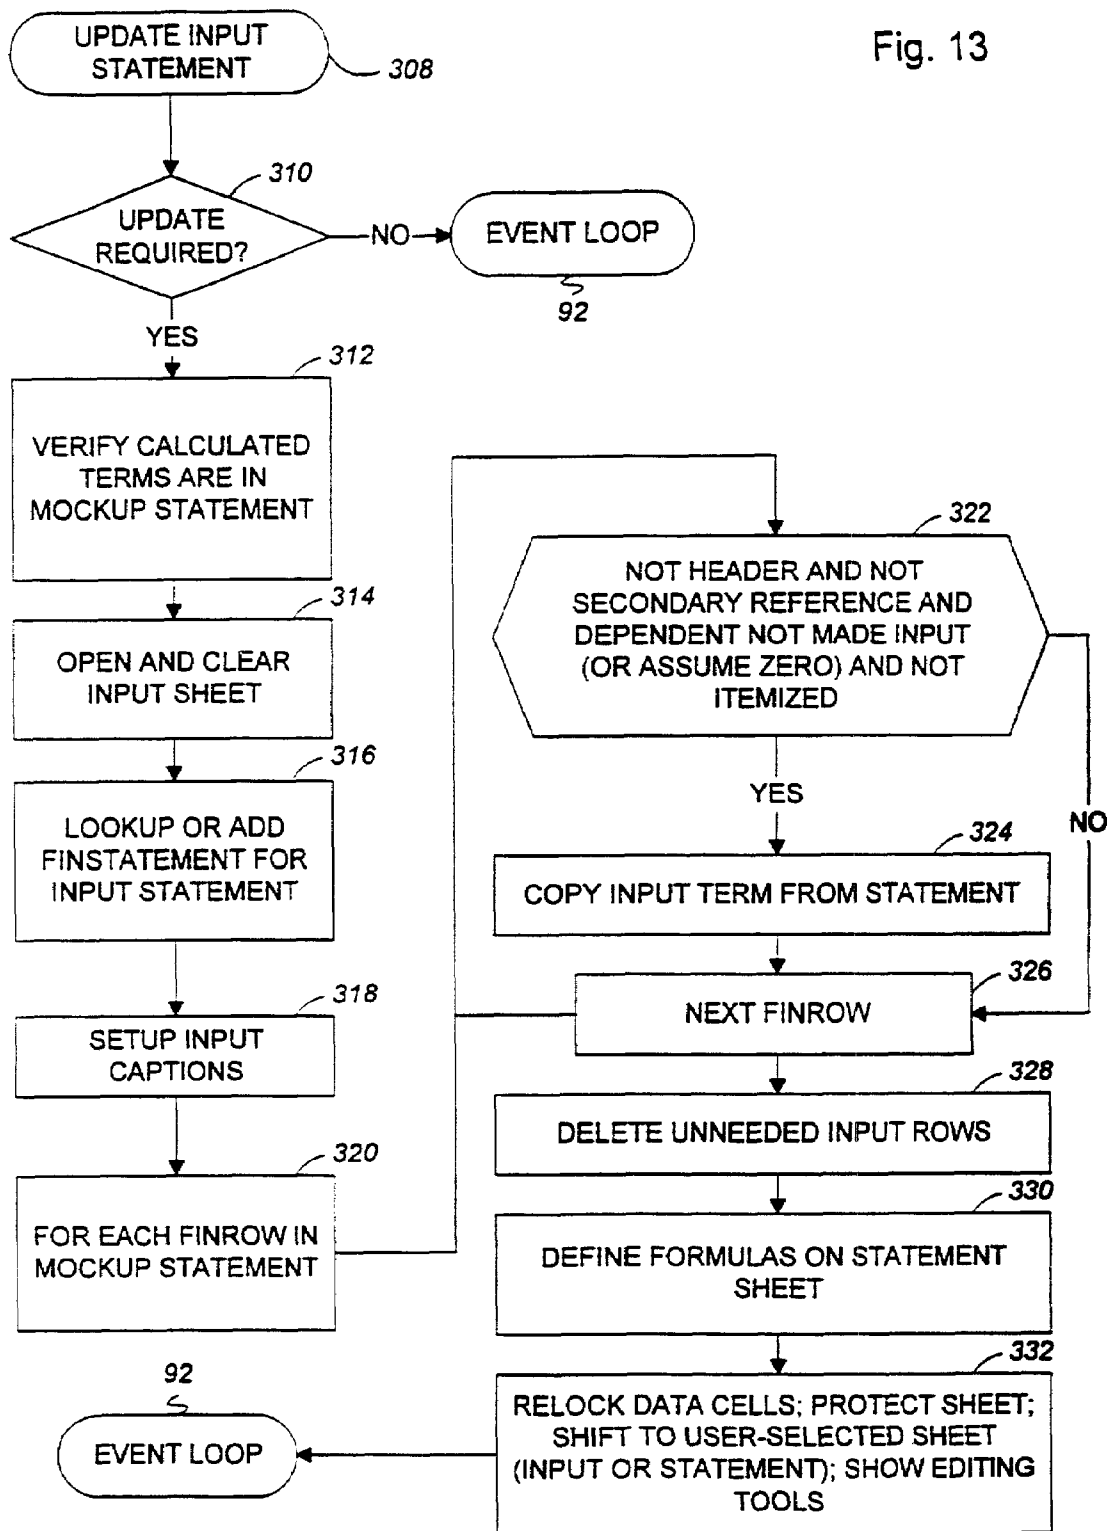 Fig. 13
UPDATE INPUT
STATEMENT
308
310
UPDATE
REQUIRED?
NO
EVENT LOOP
92
YES
312
VERIFY CALCULATED
TERMS ARE IN
MOCKUP STATEMENT
314
OPEN AND CLEAR
INPUT SHEET
316
LOOKUP OR ADD
FINSTATEMENT FOR
INPUT STATEMENT
318
SETUP INPUT
CAPTIONS
320
FOR EACH FINROW IN
MOCKUP STATEMENT
322
NOT HEADER AND NOT
SECONDARY REFERENCE AND
DEPENDENT NOT MADE INPUT
(OR ASSUME ZERO) AND NOT
ITEMIZED
YES
NO
324
COPY INPUT TERM FROM STATEMENT
326
NEXT FINROW
328
DELETE UNNEEDED INPUT ROWS
330
DEFINE FORMULAS ON STATEMENT
SHEET
332
RELOCK DATA CELLS; PROTECT SHEET;
SHIFT TO USER-SELECTED SHEET
(INPUT OR STATEMENT); SHOW EDITING
TOOLS
92
EVENT LOOP